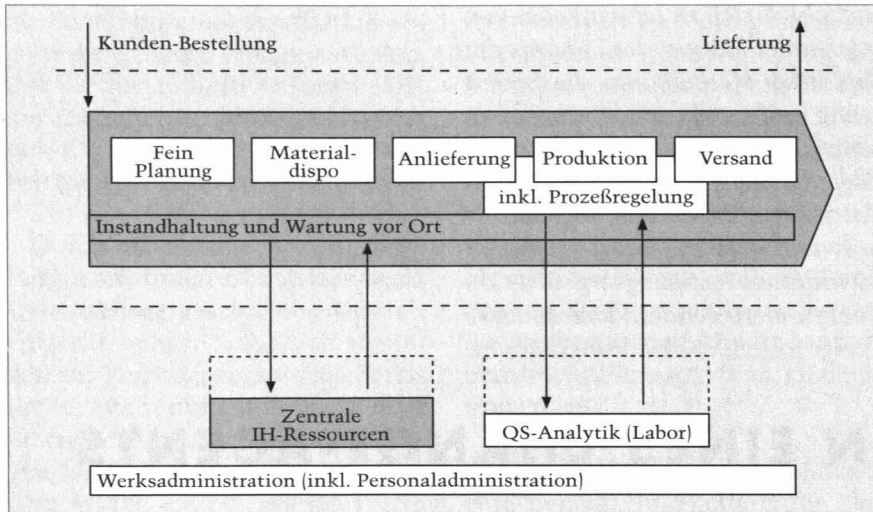 Kunden-Bestellung
Lieferung
Fein
Planung
Material-
dispo
Anlieferung
Produktion
Versand
inkl. Prozeßregelung
Instandhaltung und Wartung vor Ort
Zentrale
IH-Ressourcen
QS-Analytik (Labor)
Werksadministration (inkl. Personaladministration)